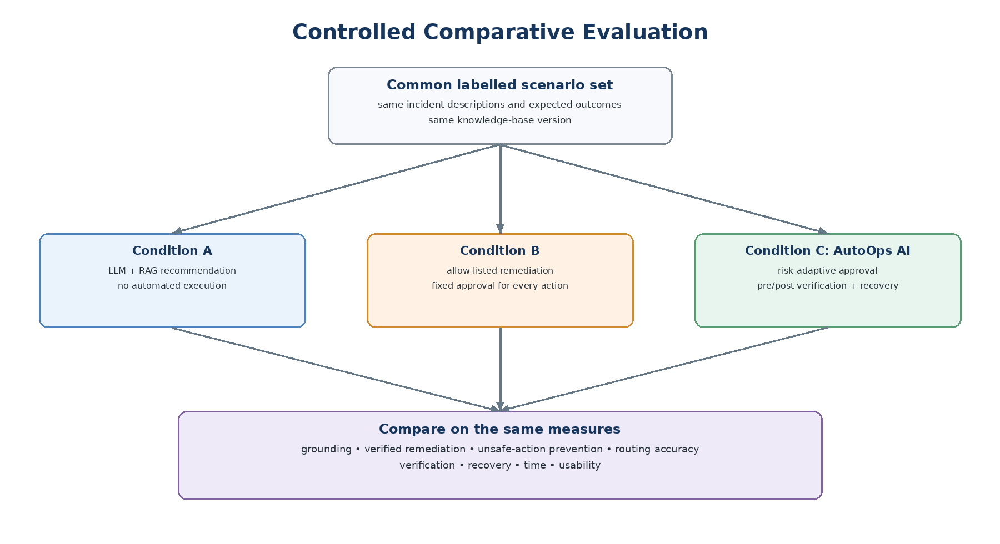 Controlled Comparative Evaluation
Common labelled scenario set
same incident descriptions and expected outcomes
same knowledge-base version
Condition A
LLM + RAG recommendation
no automated execution
Condition B
allow-listed remediation
fixed approval for every action
Condition C: AutoOps AI
risk-adaptive approval
pre/post verification + recovery
Compare on the same measures
grounding • verified remediation • unsafe-action prevention • routing accuracy
verification • recovery • time • usability